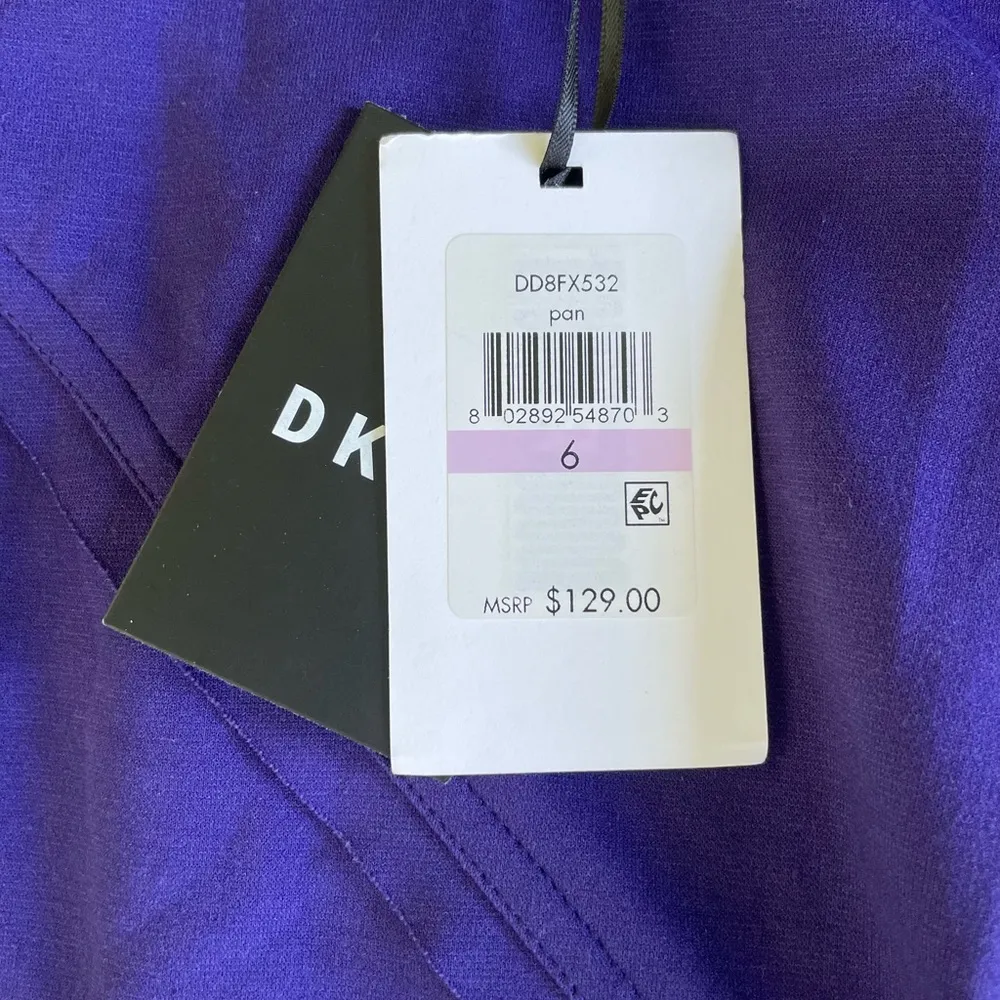 DK
DD8FX532
pan
8 02892 54870 3
6
EPC
MSRP $129.00